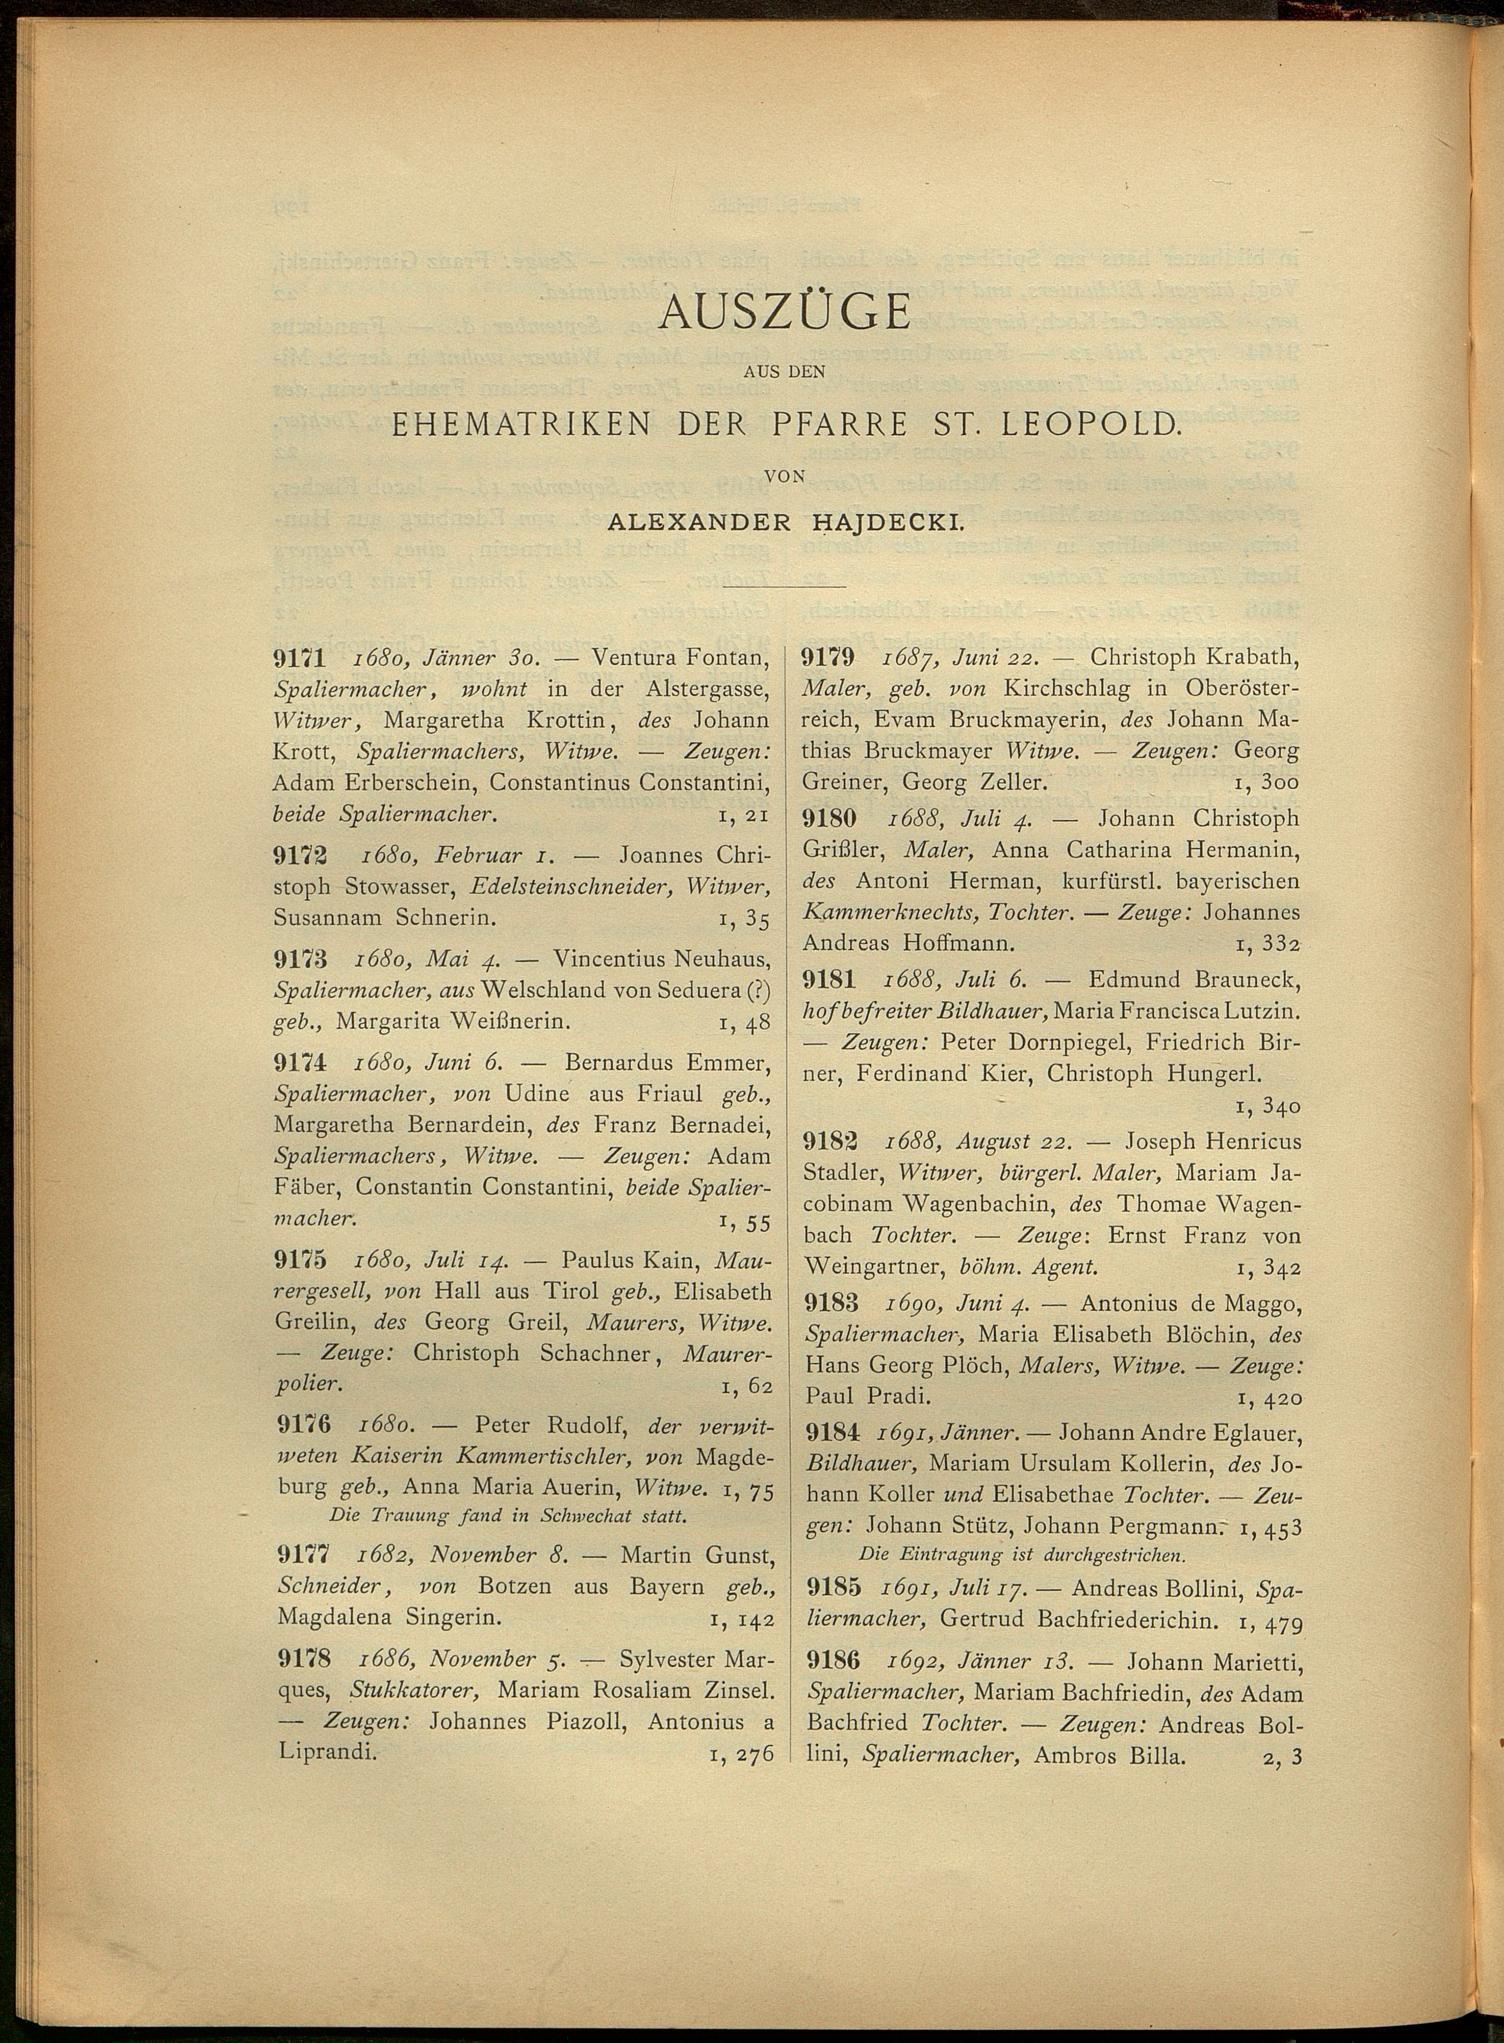 AUSZÜGE
AUS DEN
EHEMATRIKEN DER PFARRE ST. LEOPOLD.
VON
ALEXANDER HAJDECKI.
9171 1680, Jänner 30. — Ventura Fontan,
Spaliermacher, wohnt in der Alstergasse,
Witwer, Margaretha Krottin, des Johann
Krott, Spaliermachers, Witwe. — Zeugen:
Adam Erberschein, Constantinus Constantini,
beide Spaliermacher. 1, 21
9172 1680, Februar 1. — Joannes Chri-
stoph Stowasser, Edelsteinschneider, Witwer,
Susannam Schnerin. 1, 35
9173 1680, Mai 4. — Vincentius Neuhaus,
Spaliermacher, aus Welschland von Seduera (?)
geb., Margarita Weißnerin. 1, 48
9174 1680, Juni 6. — Bernardus Emmer,
Spaliermacher, von Udine aus Friaul geb.,
Margaretha Bernardein, des Franz Bernadei,
Spaliermachers, Witwe. — Zeugen: Adam
Fäber, Constantin Constantini, beide Spalier-
macher. 1, 55
9175 1680, Juli 14. — Paulus Kain, Mau-
rergesell, von Hall aus Tirol geb., Elisabeth
Greilin, des Georg Greil, Maurers, Witwe.
— Zeuge: Christoph Schachner, Maurer-
polier. 1, 62
9176 1680. — Peter Rudolf, der verwit-
weten Kaiserin Kammertischler, von Magde-
burg geb., Anna Maria Auerin, Witwe. 1, 75
Die Trauung fand in Schwechat statt.
9177 1682, November 8. — Martin Gunst,
Schneider, von Botzen aus Bayern geb.,
Magdalena Singerin. 1, 142
9178 1686, November 5. — Sylvester Mar-
ques, Stukkatorer, Mariam Rosaliam Zinsel.
— Zeugen: Johannes Piazoll, Antonius a
Liprandi. 1, 276
9179 1687, Juni 22. — Christoph Krabath,
Maler, geb. von Kirchschlag in Oberöster-
reich, Evam Bruckmayerin, des Johann Ma-
thias Bruckmayer Witwe. — Zeugen: Georg
Greiner, Georg Zeller. 1, 300
9180 1688, Juli 4. — Johann Christoph
Grißler, Maler, Anna Catharina Hermanin,
des Antoni Herman, kurfürstl. bayerischen
Kammerknechts, Tochter. — Zeuge: Johannes
Andreas Hoffmann. 1, 332
9181 1688, Juli 6. — Edmund Brauneck,
hofbefreiter Bildhauer, Maria Francisca Lutzin.
— Zeugen: Peter Dornpiegel, Friedrich Bir-
ner, Ferdinand Kier, Christoph Hungerl.
1, 340
9182 1688, August 22. — Joseph Henricus
Stadler, Witwer, bürgerl. Maler, Mariam Ja-
cobinam Wagenbachin, des Thomae Wagen-
bach Tochter. — Zeuge: Ernst Franz von
Weingartner, böhm. Agent. 1, 342
9183 1690, Juni 4. — Antonius de Maggo,
Spaliermacher, Maria Elisabeth Blöchin, des
Hans Georg Plöch, Malers, Witwe. — Zeuge:
Paul Pradi. 1, 420
9184 1691, Jänner. — Johann Andre Eglauer,
Bildhauer, Mariam Ursulam Kollerin, des Jo-
hann Koller und Elisabethae Tochter. — Zeu-
gen: Johann Stütz, Johann Pergmann. 1, 453
Die Eintragung ist durchgestrichen.
9185 1691, Juli 17. — Andreas Bollini, Spa-
liermacher, Gertrud Bachfriederichin. 1, 479
9186 1692, Jänner 13. — Johann Marietti,
Spaliermacher, Mariam Bachfriedin, des Adam
Bachfried Tochter. — Zeugen: Andreas Bol-
lini, Spaliermacher, Ambros Billa. 2, 3